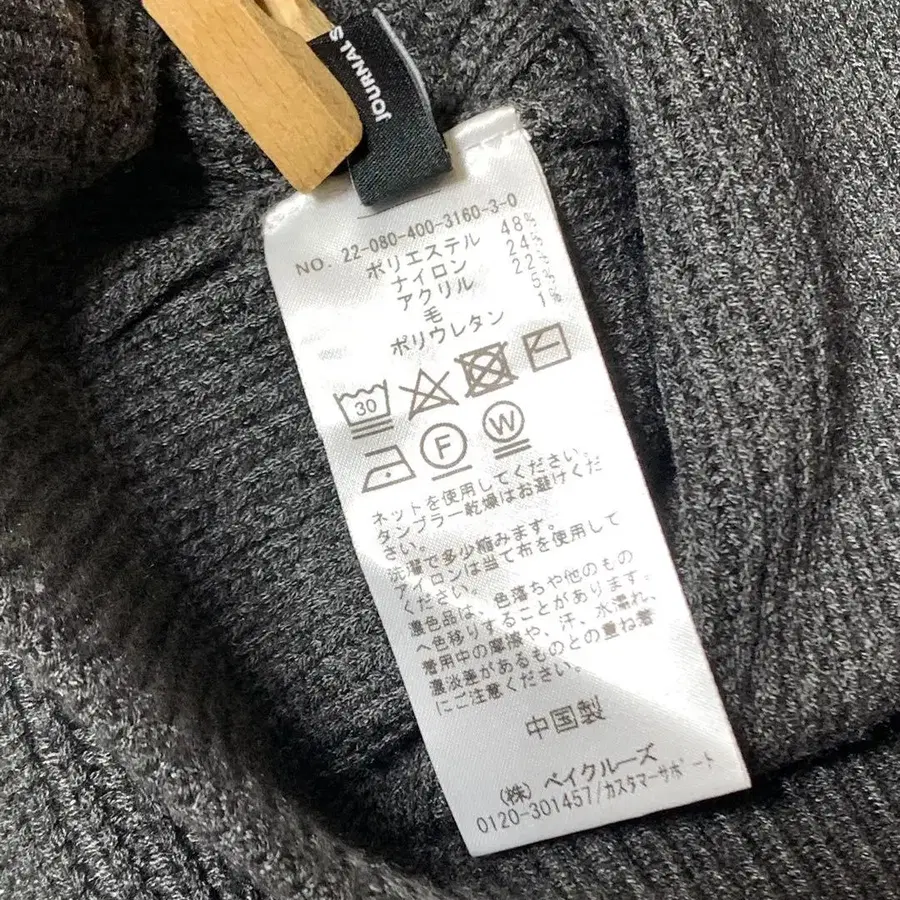 JOURNAL S
NO. 22-080-400-3160-3-0
ポリエステル 48%
ナイロン 24%
アクリル 22%
毛 5%
ポリウレタン 1%
30
F
W
ネットを使用してください。
タンブラー乾燥はお避けくだ
さい。
洗濯で多少縮みます。
アイロンは当て布を使用して
ください。
濃色品は、色落ちや他のもの
へ色移りすることがあります。
着用中の摩擦や、汗、水濡れ、
濃淡差があるものとの重ね着
にご注意ください。
中国製
(株) ベイクルーズ
0120-301457/カスタマーサポート